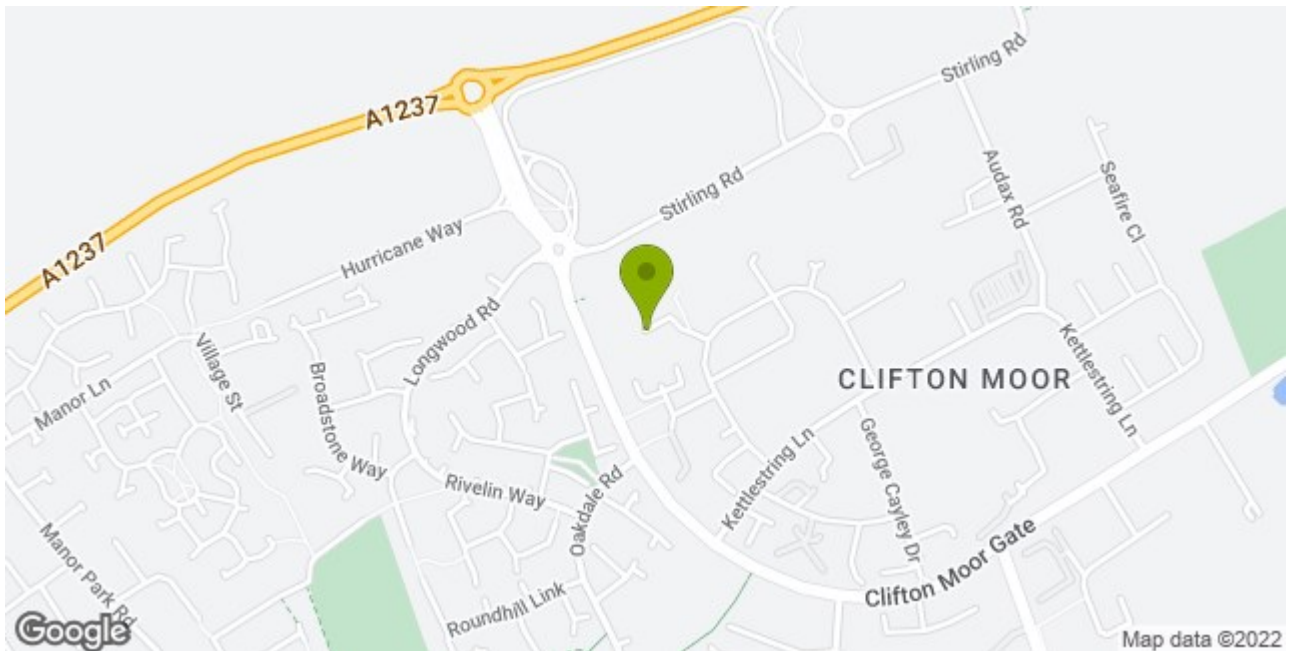 A1237
Stirling Rd
Stirling Rd
Audax Rd
Seafire Cl
A1237
Hurricane Way
Longwood Rd
Village St
Broadstone Way
Manor Ln
CLIFTON MOOR
Kettlestring Ln
Kettlestring Ln
George Cayley Dr
Rivelin Way
Oakdale Rd
Manor Park Rd
Clifton Moor Gate
Roundhill Link
Google
Map data ©2022